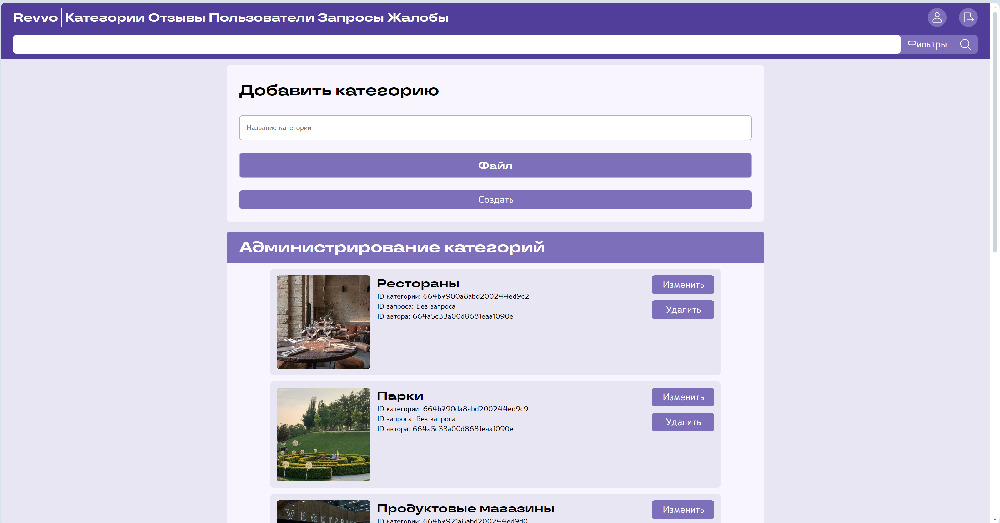 Revvo Категории Отзывы Пользователи Запросы Жалобы
Фильтры
Добавить категорию
Название категории
Файл
Создать
Администрирование категорий
Рестораны
ID категории: 664b7900a8abd200244ed9c2
ID запроса: Без запроса
ID автора: 664a5c33a00d8681eaa1090e
Изменить
Удалить
Парки
ID категории: 664b790da8abd200244ed9c9
ID запроса: Без запроса
ID автора: 664a5c33a00d8681eaa1090e
Изменить
Удалить
Продуктовые магазины
ID категории: 664b7921a8abd200244ed9d0
Изменить